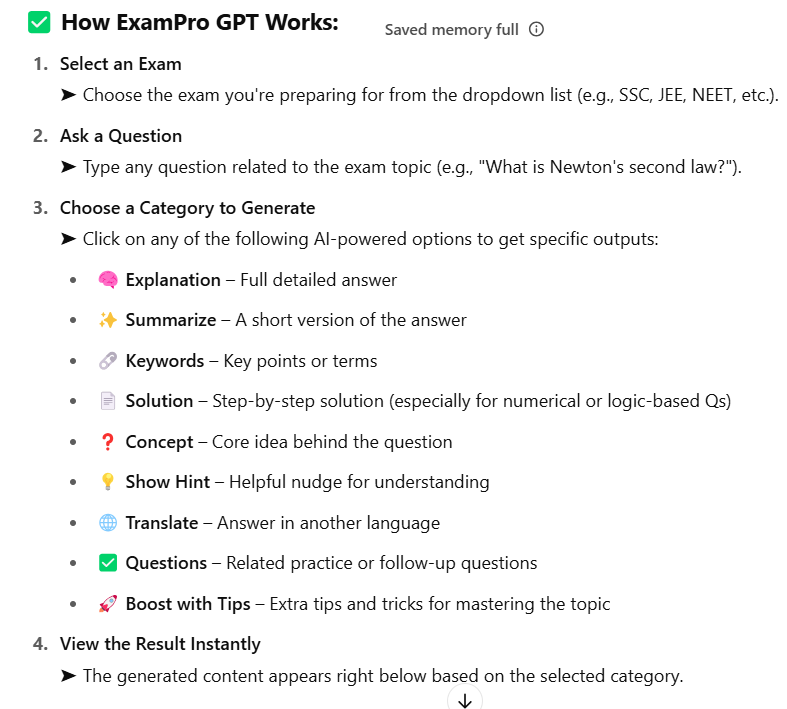 ✅ How ExamPro GPT Works:
Saved memory full ⓘ
1. Select an Exam
➤ Choose the exam you're preparing for from the dropdown list (e.g., SSC, JEE, NEET, etc.).
2. Ask a Question
➤ Type any question related to the exam topic (e.g., "What is Newton's second law?").
3. Choose a Category to Generate
➤ Click on any of the following AI-powered options to get specific outputs:
• 🧠 Explanation – Full detailed answer
• ✨ Summarize – A short version of the answer
• 🔗 Keywords – Key points or terms
• 📄 Solution – Step-by-step solution (especially for numerical or logic-based Qs)
• ❓ Concept – Core idea behind the question
• 💡 Show Hint – Helpful nudge for understanding
• 🌐 Translate – Answer in another language
• ✅ Questions – Related practice or follow-up questions
• 🚀 Boost with Tips – Extra tips and tricks for mastering the topic
4. View the Result Instantly
➤ The generated content appears right below based on the selected category.